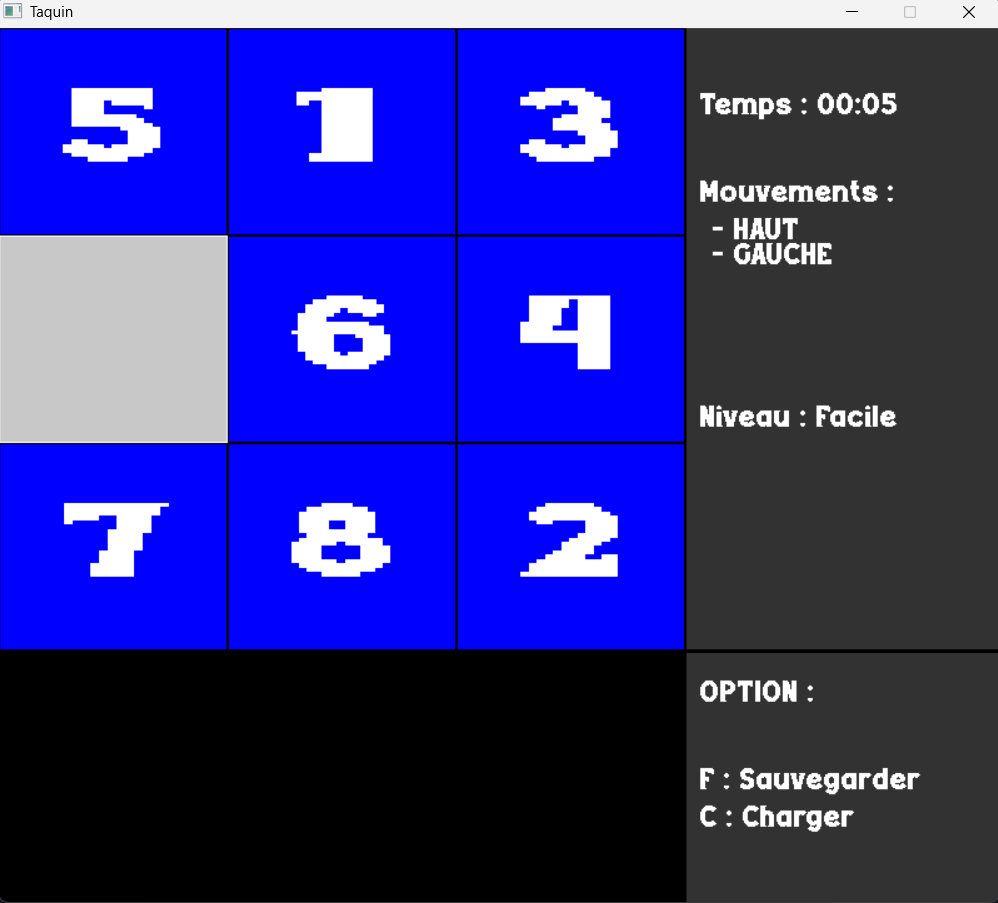 Taquin
5 1 3
6 4
7 8 2
Temps : 00:05
Mouvements :
- HAUT
- GAUCHE
Niveau : Facile
OPTION :
F : Sauvegarder
C : Charger